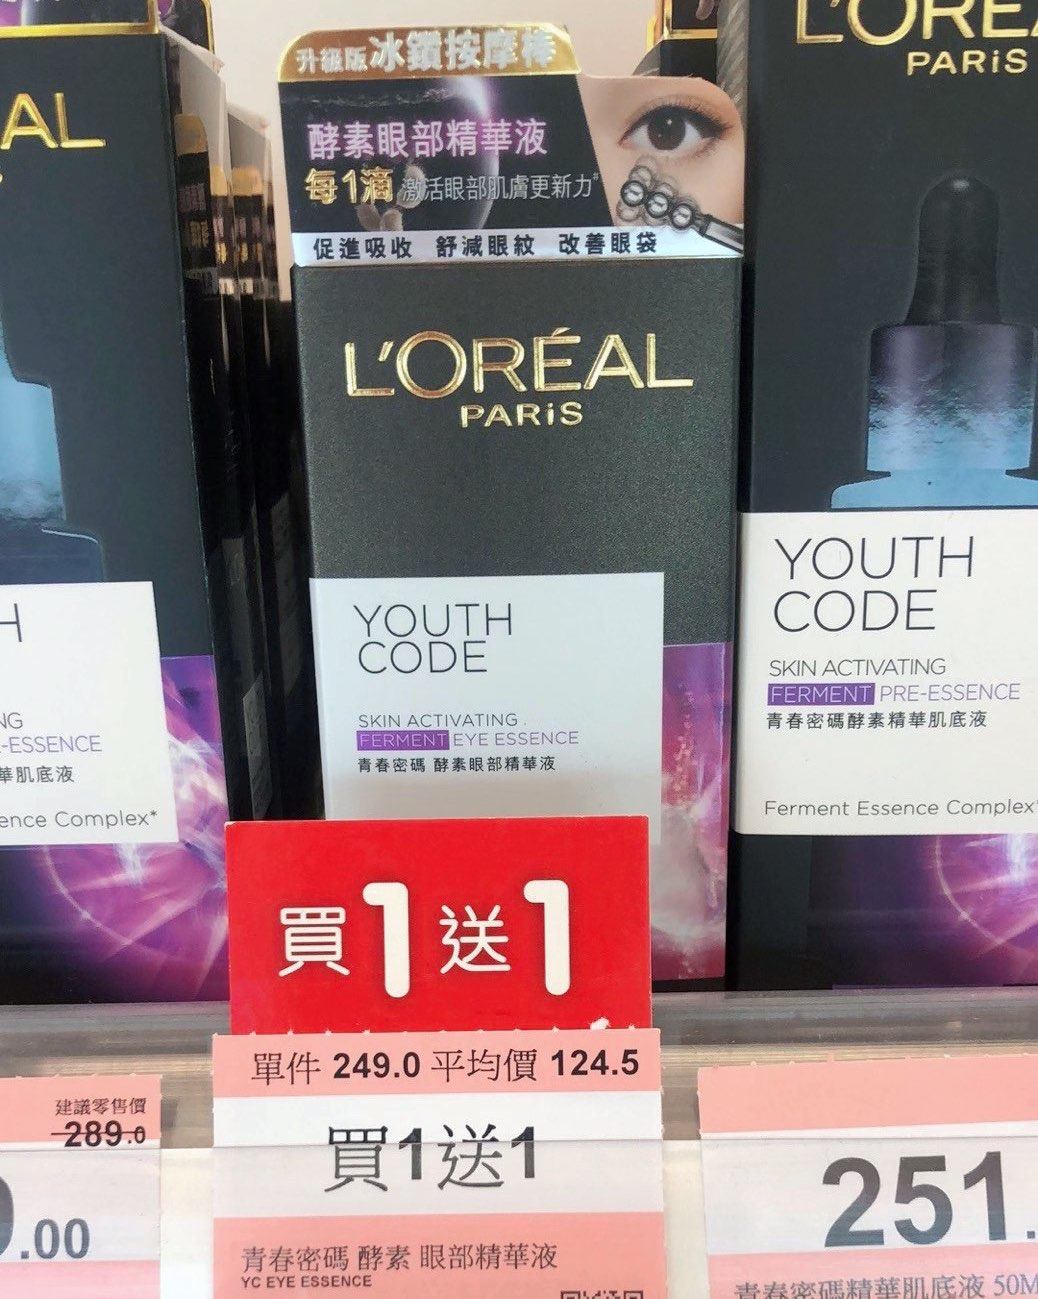 升級版冰鑽按摩棒
酵素眼部精華液
每1滴 激活眼部肌膚更新力#
促進吸收 舒減眼紋 改善眼袋
L'ORÉAL
PARiS
YOUTH
CODE
SKIN ACTIVATING
FERMENT EYE ESSENCE
青春密碼 酵素眼部精華液
AL
H
NG
-ESSENCE
華肌底液
ence Complex*
L'ORÉ
PARiS
YOUTH
CODE
SKIN ACTIVATING
FERMENT PRE-ESSENCE
青春密碼酵素精華肌底液
Ferment Essence Complex*
買1送1
單件 249.0 平均價 124.5
買1送1
青春密碼 酵素 眼部精華液
YC EYE ESSENCE
建議零售價
289.0
.00
251.
青春密碼精華肌底液 50M